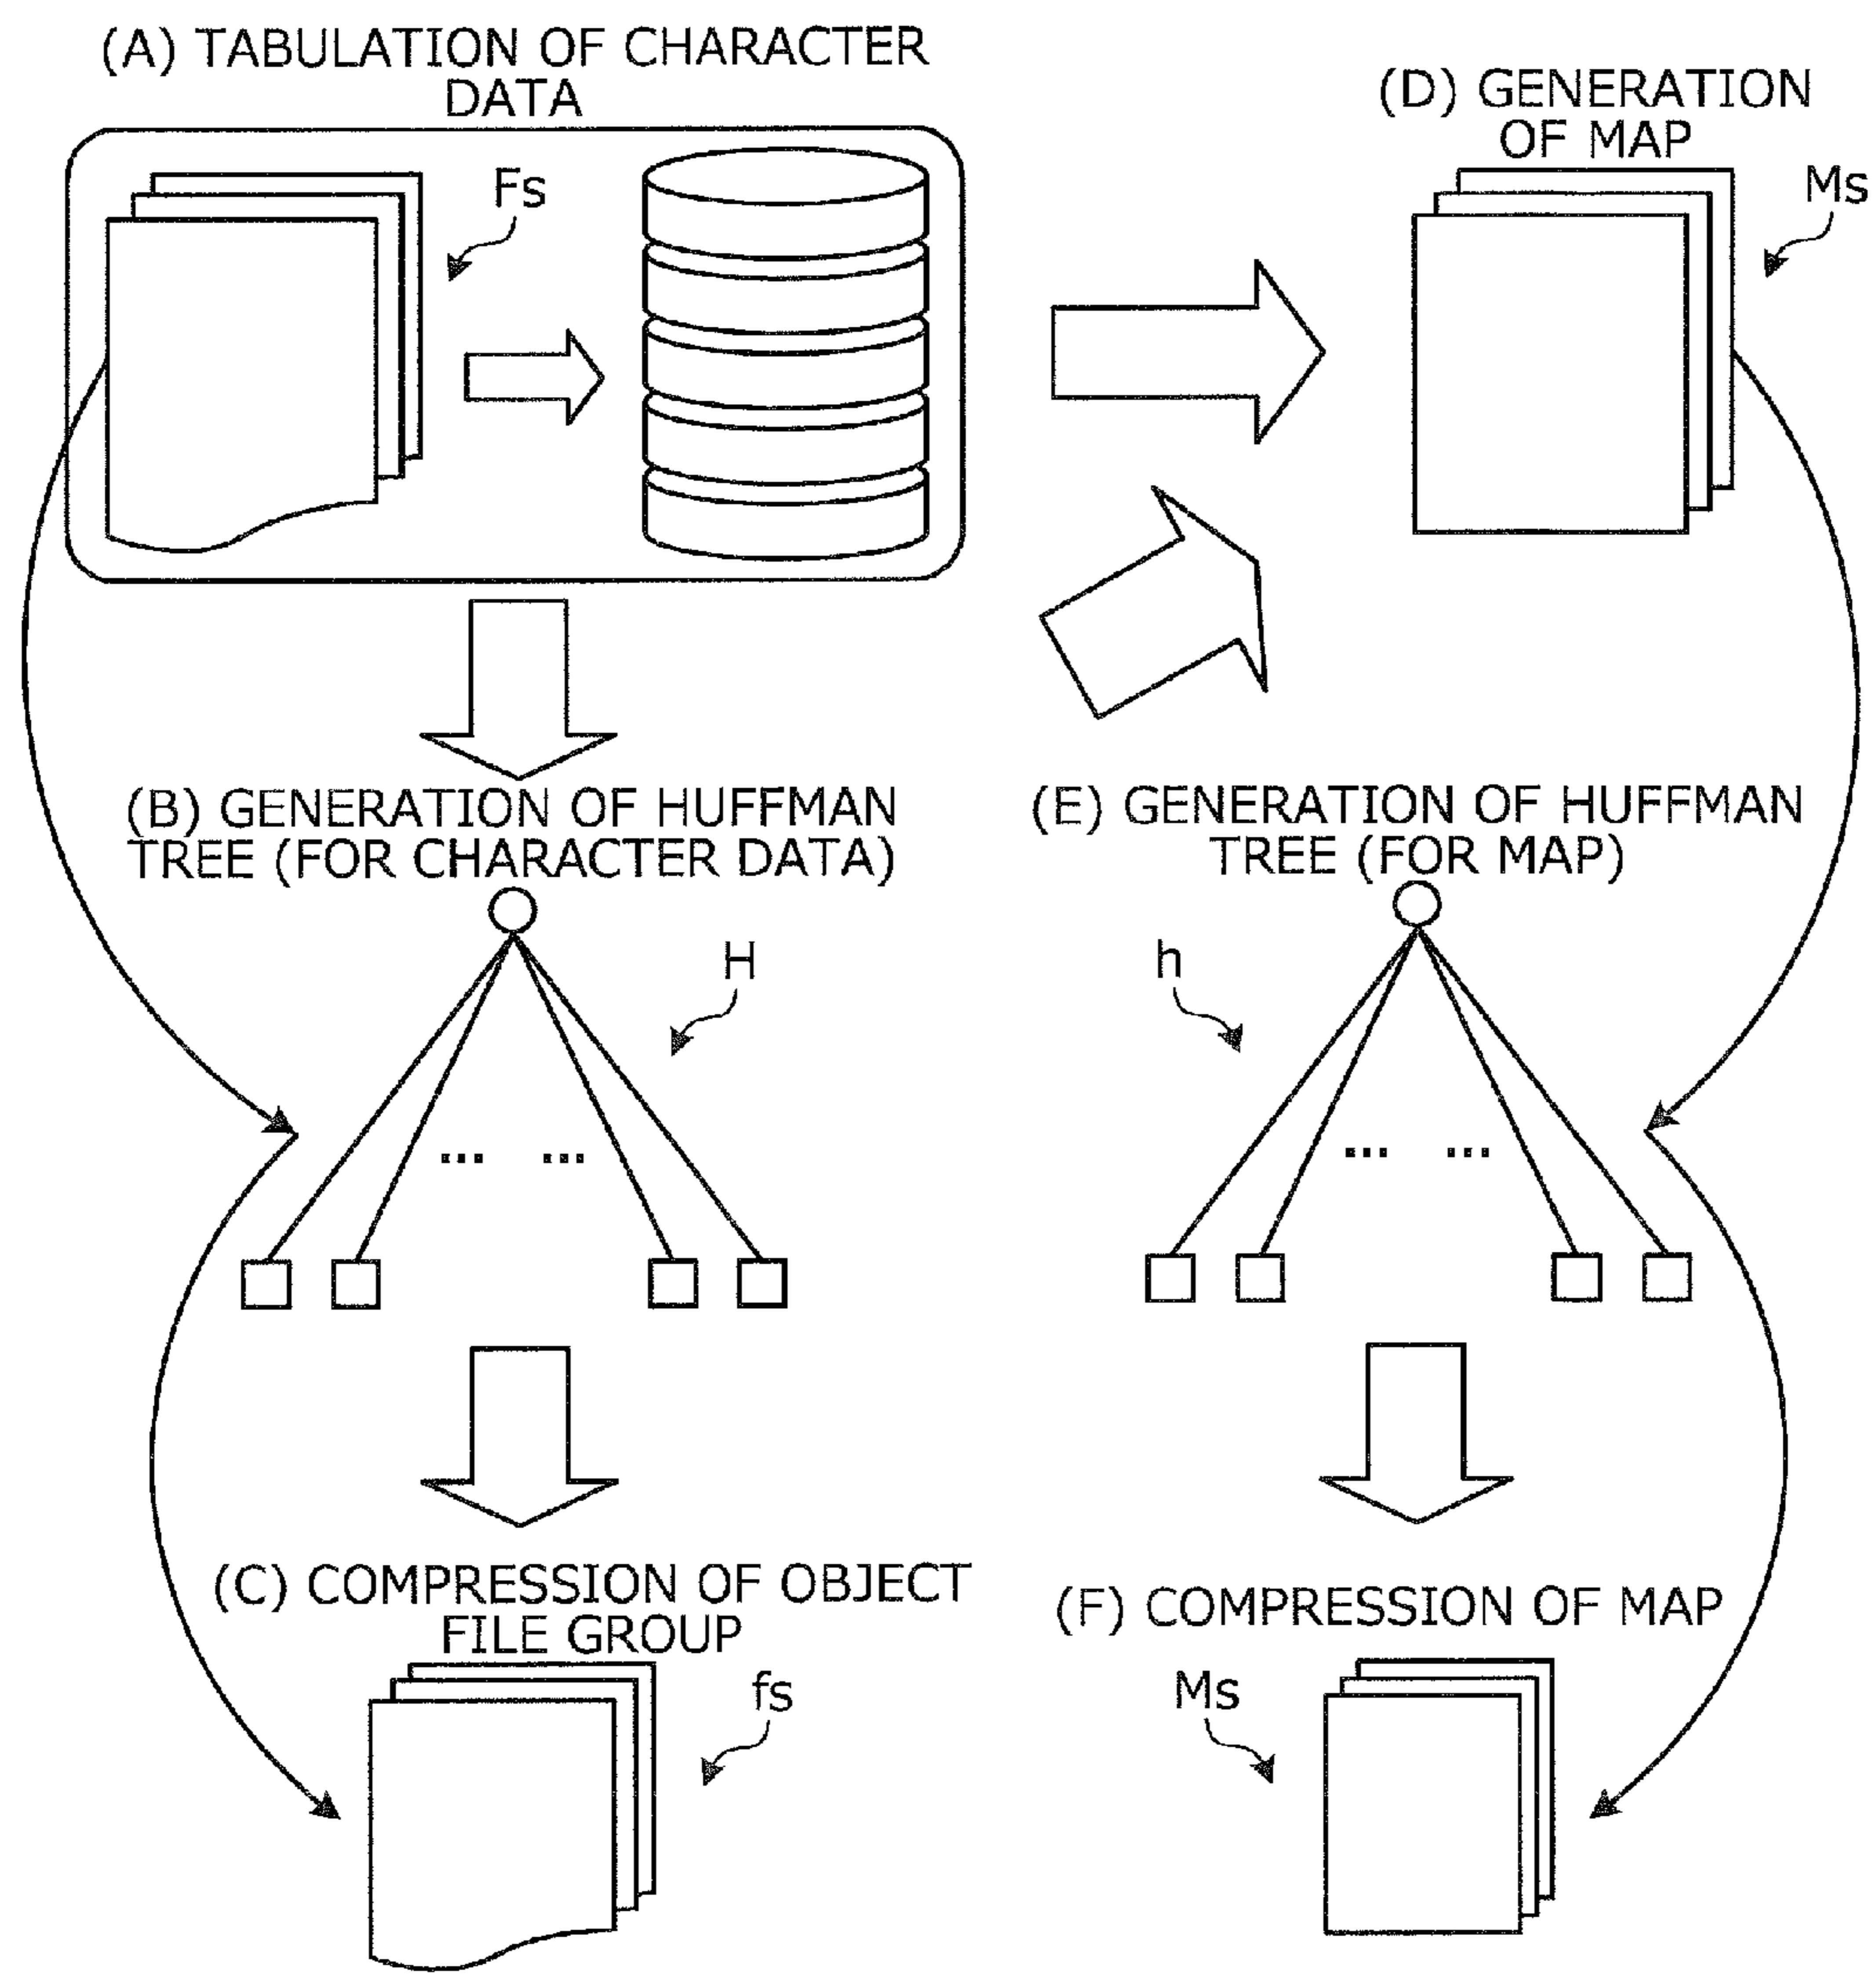 (A) TABULATION OF CHARACTER
DATA
Fs
(D) GENERATION
OF MAP
Ms
(B) GENERATION OF HUFFMAN
TREE (FOR CHARACTER DATA)
H
(E) GENERATION OF HUFFMAN
TREE (FOR MAP)
h
... ...
... ...
(C) COMPRESSION OF OBJECT
FILE GROUP
fs
(F) COMPRESSION OF MAP
Ms